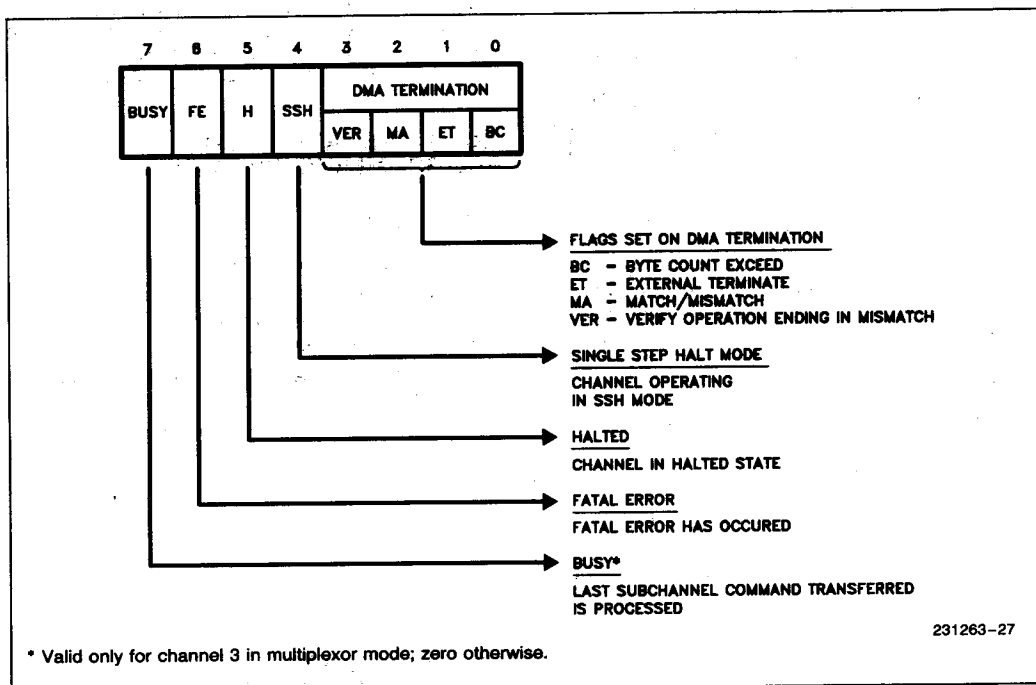 7 6 5 4 3 2 1 0
BUSY FE H SSH DMA TERMINATION
VER MA ET BC
FLAGS SET ON DMA TERMINATION
BC - BYTE COUNT EXCEED
ET - EXTERNAL TERMINATE
MA - MATCH/MISMATCH
VER - VERIFY OPERATION ENDING IN MISMATCH
SINGLE STEP HALT MODE
CHANNEL OPERATING
IN SSH MODE
HALTED
CHANNEL IN HALTED STATE
FATAL ERROR
FATAL ERROR HAS OCCURED
BUSY*
LAST SUBCHANNEL COMMAND TRANSFERRED
IS PROCESSED
231263-27
* Valid only for channel 3 in multiplexor mode; zero otherwise.